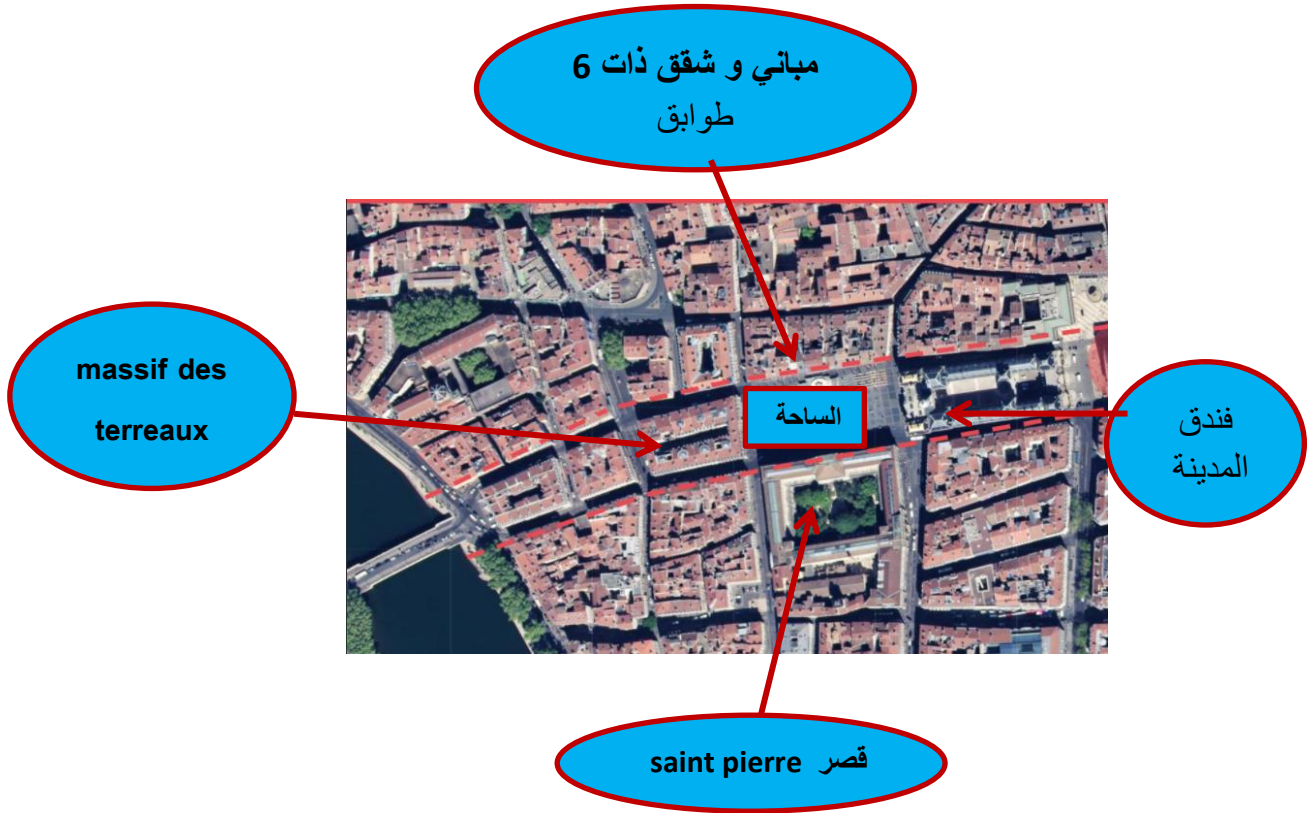 مباني و شقق ذات 6
طوابق
massif des
terreaux
الساحة
فندق
المدينة
قصر saint pierre